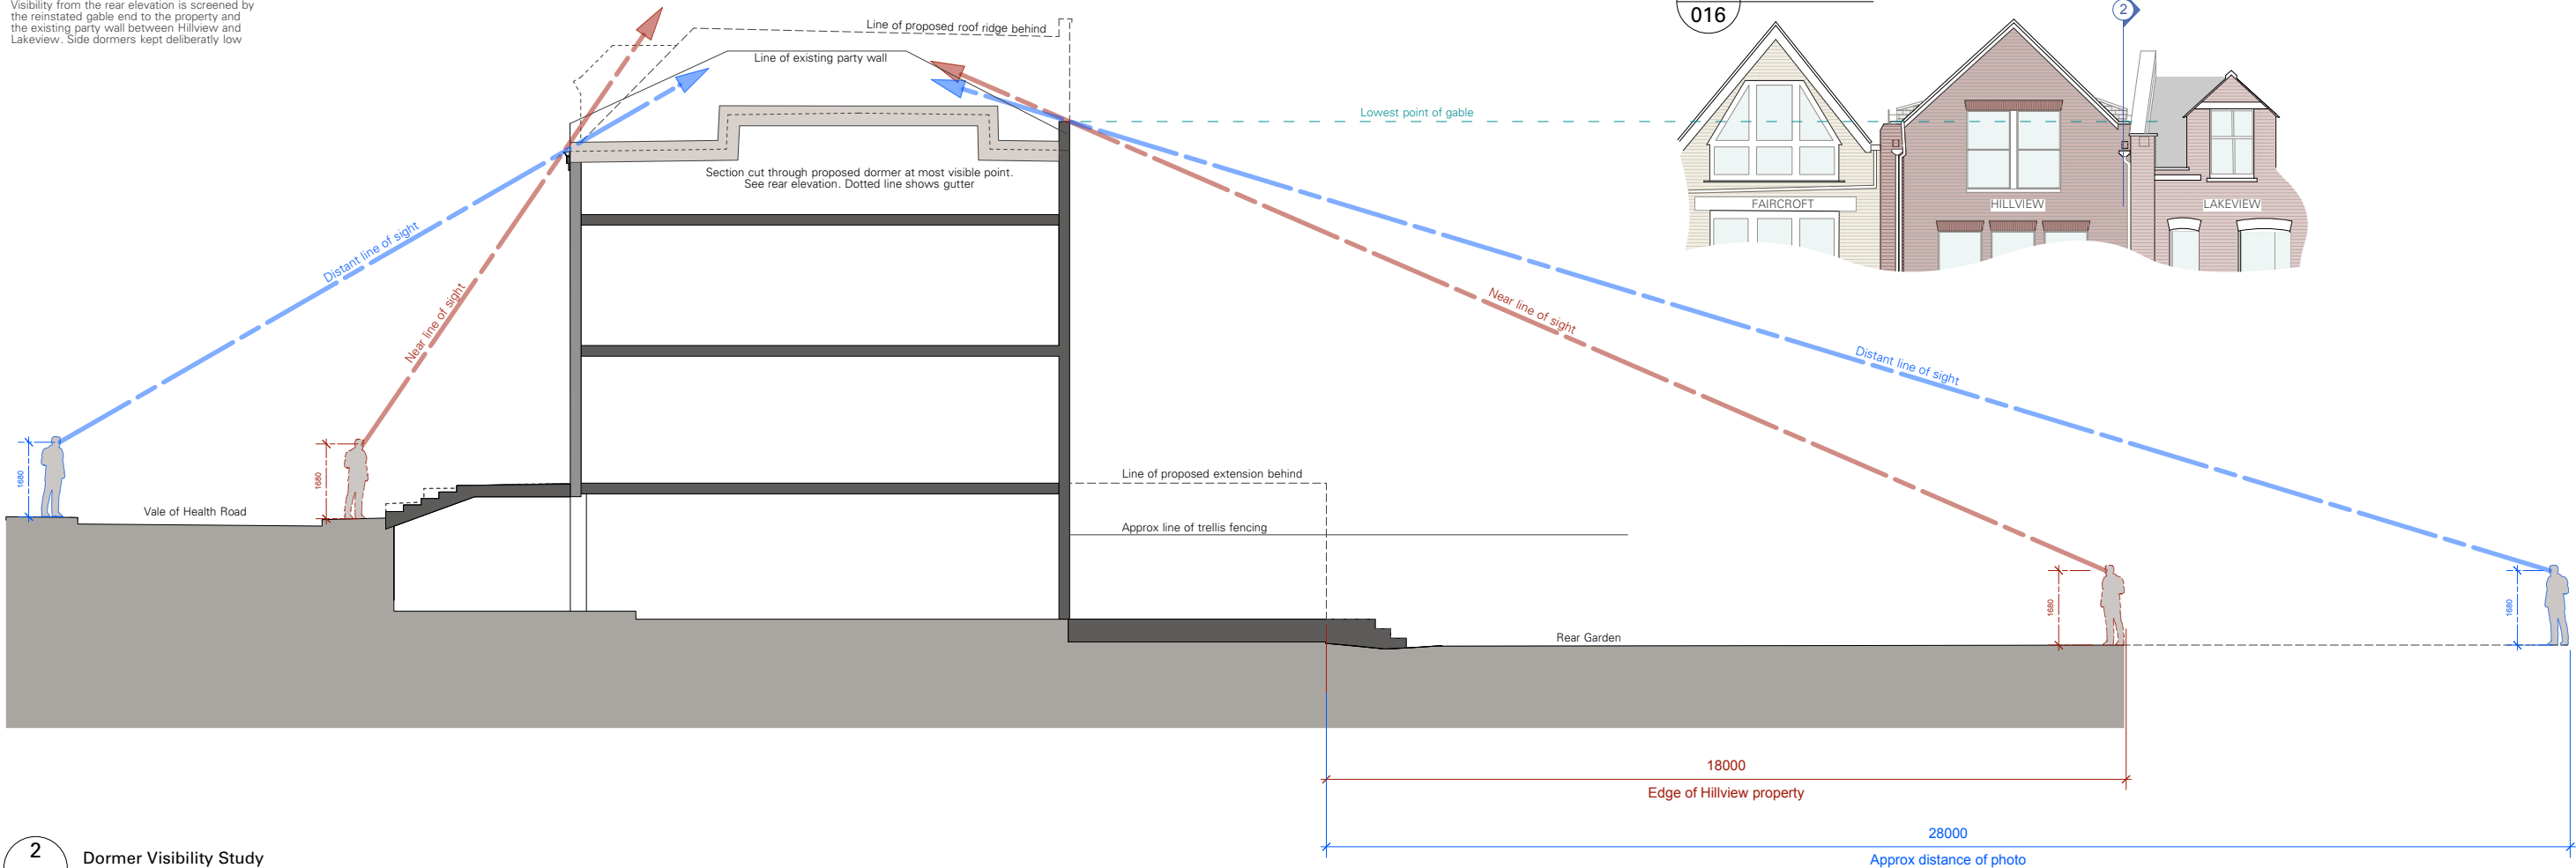 Visibility from the rear elevation is screened by
the reinstated gable end to the property and
the existing party wall between Hillview and
Lakeview. Side dormers kept deliberatly low
Line of proposed roof ridge behind
Line of existing party wall
016
2
Lowest point of gable
Section cut through proposed dormer at most visible point.
See rear elevation. Dotted line shows gutter
FAIRCROFT
HILLVIEW
LAKEVIEW
Distant line of sight
Near line of sight
Near line of sight
Distant line of sight
1680
1680
Vale of Health Road
Line of proposed extension behind
Approx line of trellis fencing
1680
1680
Rear Garden
18000
Edge of Hillview property
28000
Approx distance of photo
2
Dormer Visibility Study